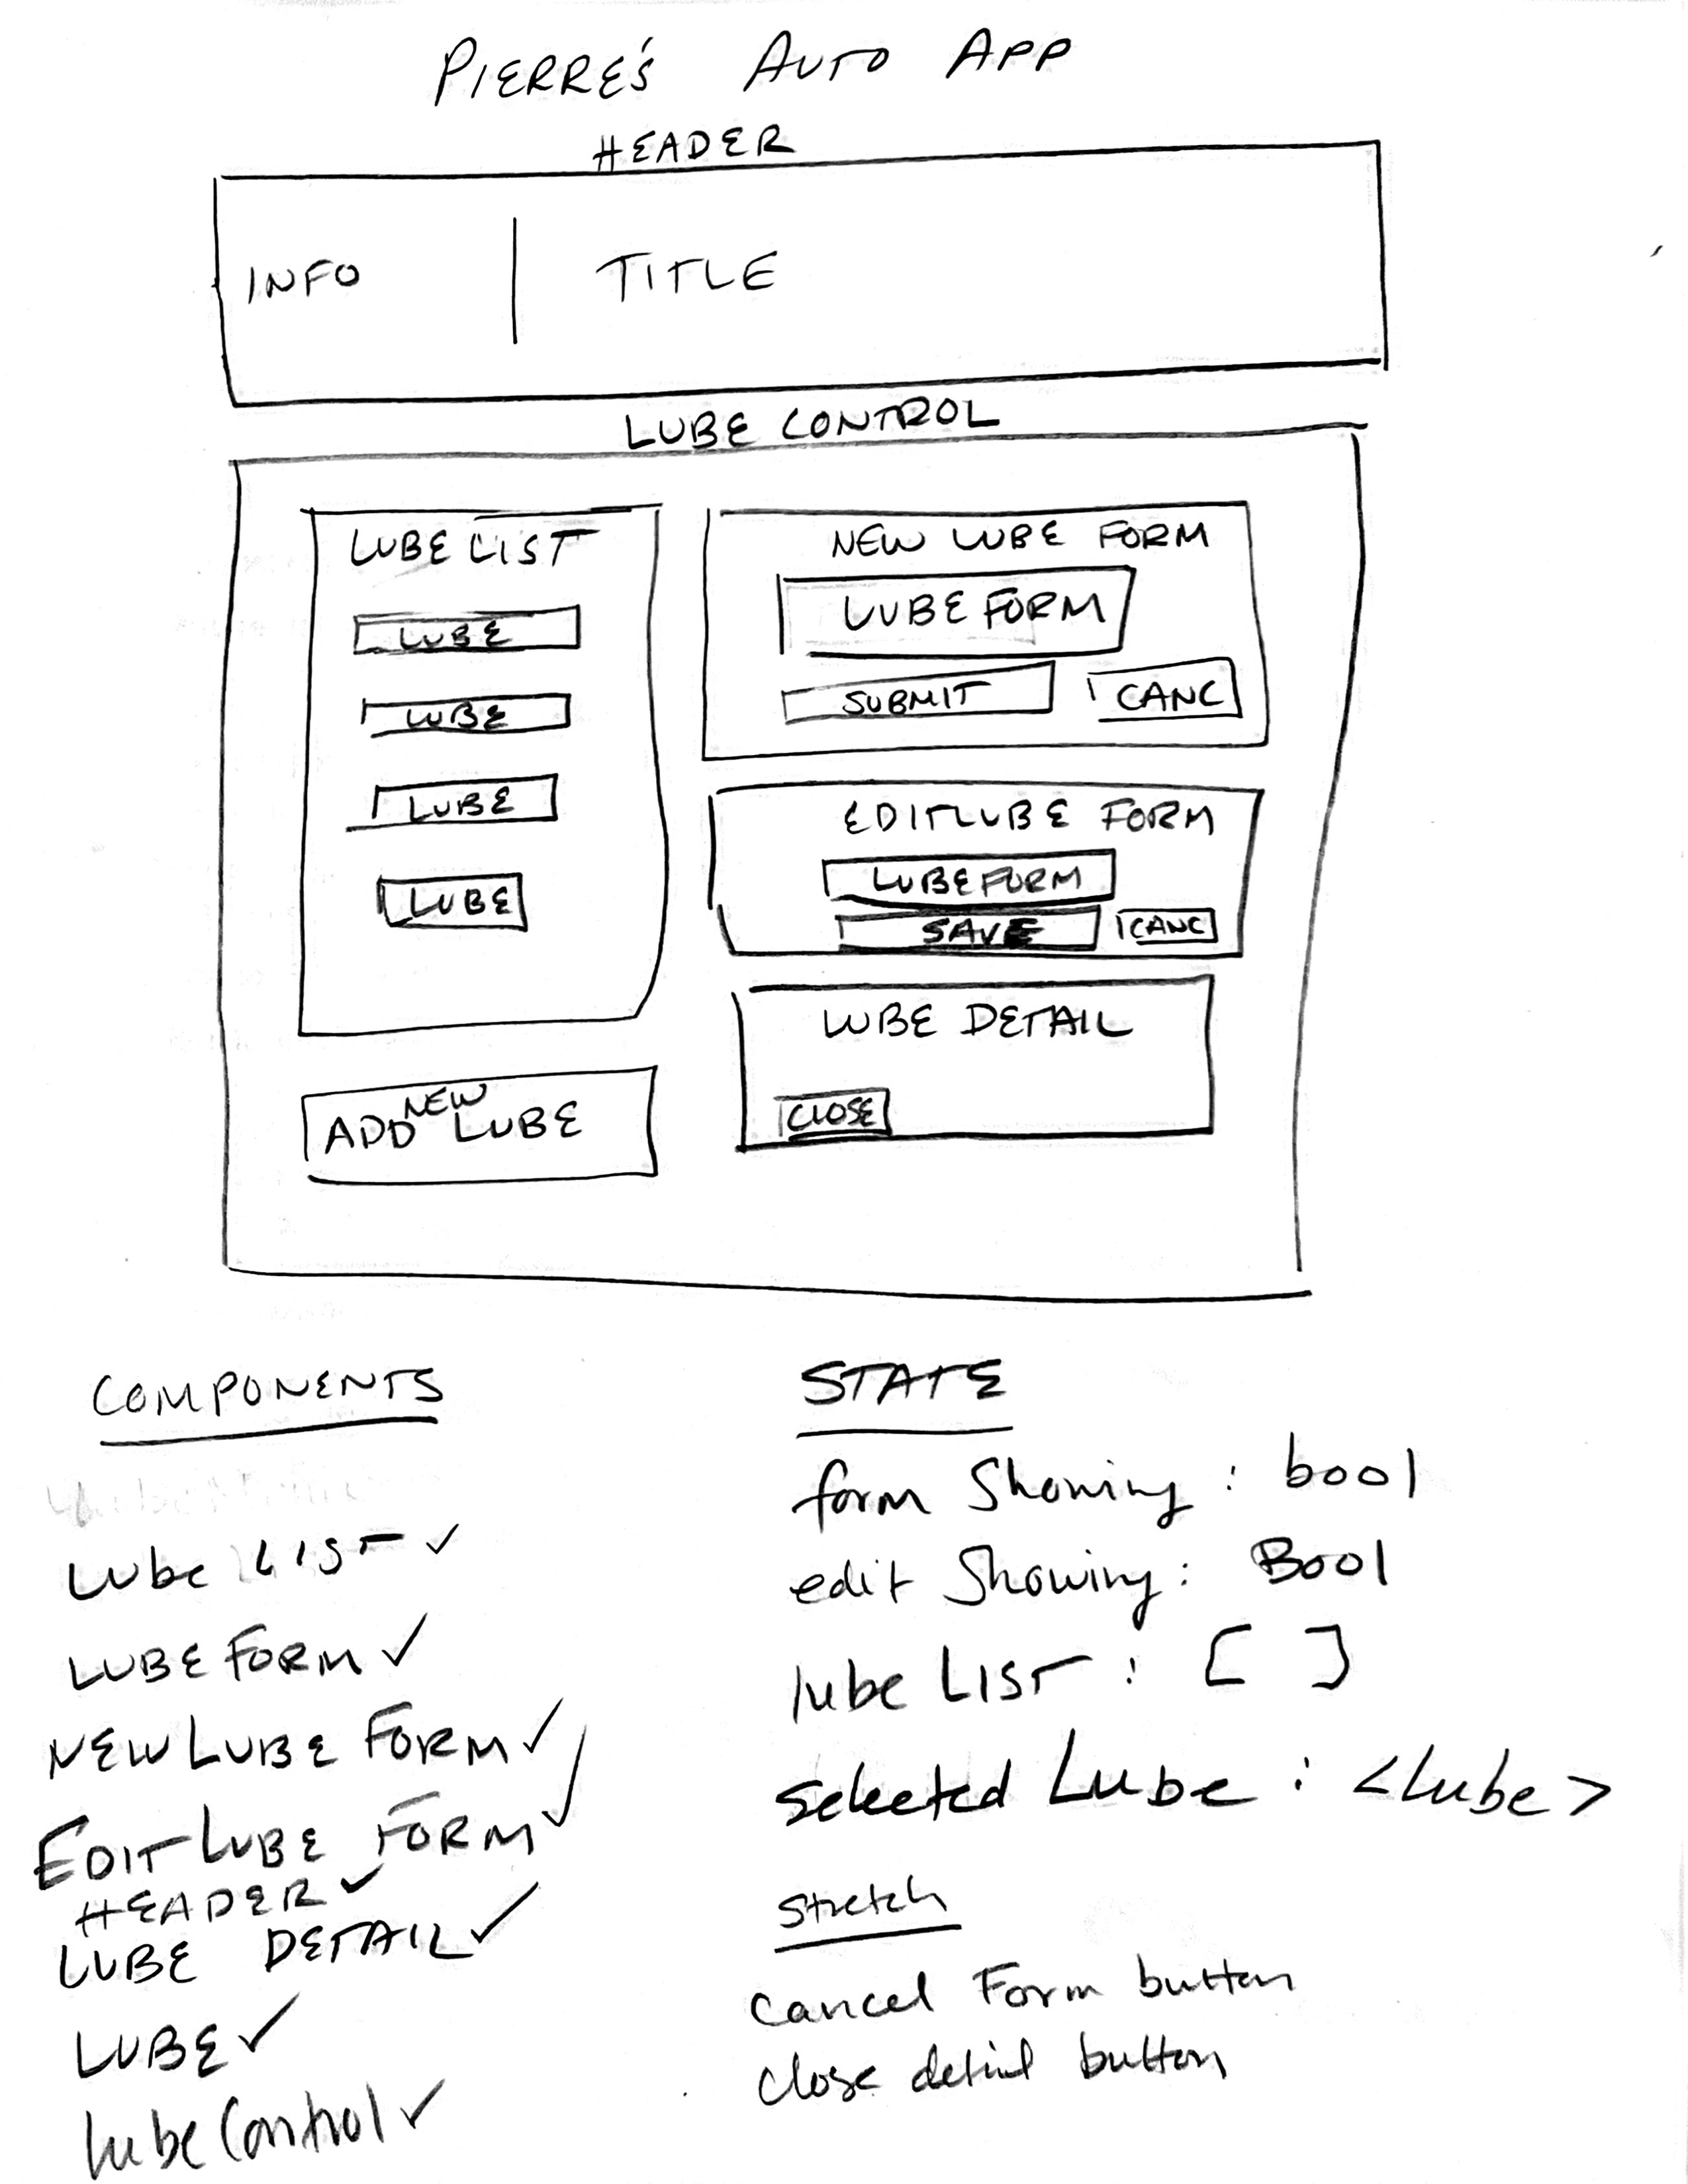 PIERRE'S AUTO APP
HEADER
INFO | TITLE
LUBE CONTROL
LUBE LIST
LUBE
LUBE
LUBE
LUBE
ADD NEW LUBE
NEW LUBE FORM
LUBE FORM
SUBMIT CANC
EDIT LUBE FORM
LUBE FORM
SAVE CANC
LUBE DETAIL
CLOSE
COMPONENTS
Lube LIST ✓
LUBE FORM ✓
NEW LUBE FORM ✓
EDIT LUBE FORM ✓
HEADER ✓
LUBE DETAIL ✓
LUBE ✓
lube Control ✓
STATE
form Showing : bool
edit Showing : Bool
lube LIST : [ ]
Selected Lube : <Lube>
Stretch
Cancel Form button
Close detail button